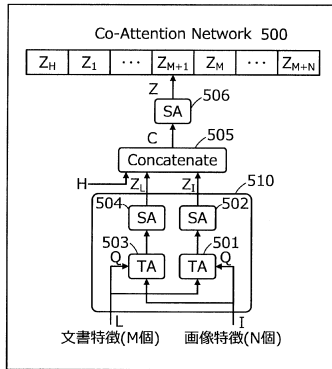 Co-Attention Network 500
Z_H Z_1 ⋯ Z_{M+1} Z_M ⋯ Z_{M+N}
Z
SA 506
C
505
Concatenate
H Z_L Z_I 510
504 SA SA 502
503 501
Q TA TA Q
L I
文書特徴(M個) 画像特徴(N個)